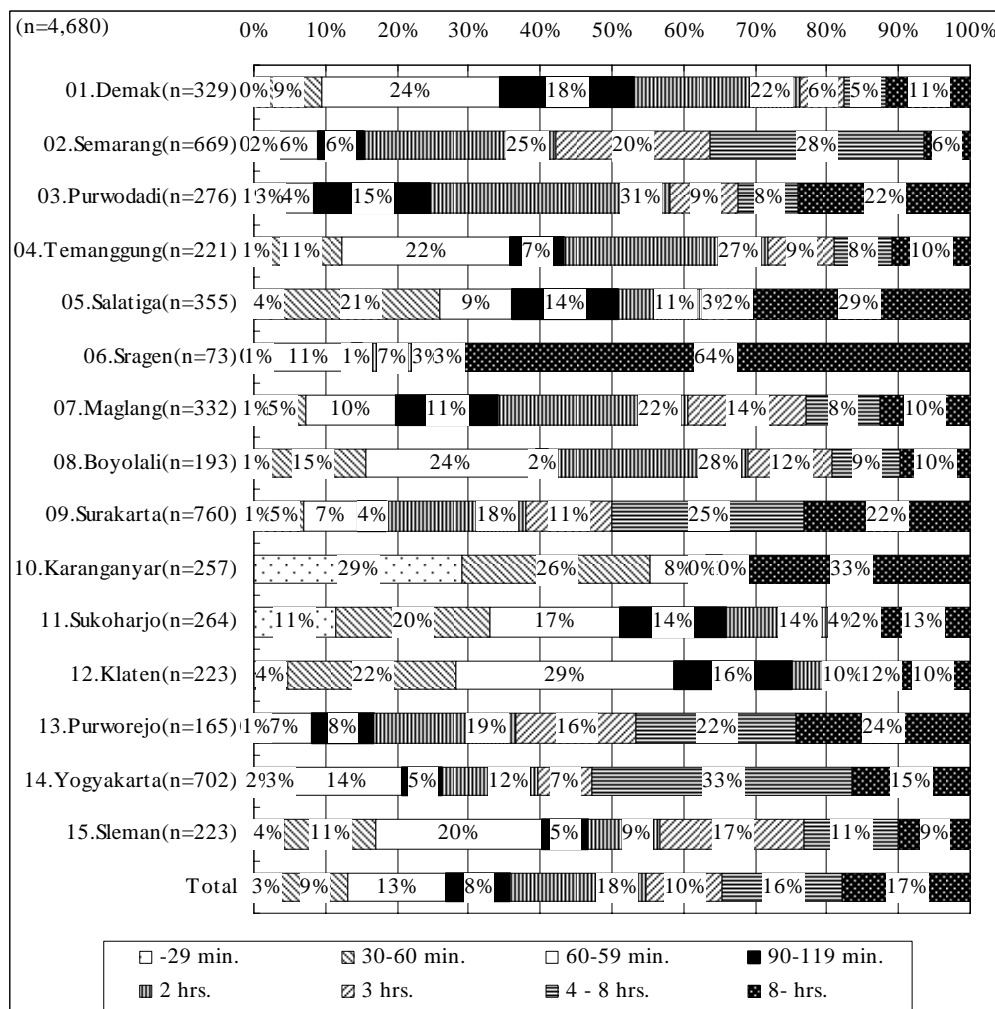 (n=4,680) 0% 10% 20% 30% 40% 50% 60% 70% 80% 90% 100%
01.Demak(n=329) 0% 9% 24% 18% 22% 6% 5% 11%
02.Semarang(n=669) 02% 6% 6% 25% 20% 28% 6%
03.Purwodadi(n=276) 13% 4% 15% 31% 9% 8% 22%
04.Temanggung(n=221) 1% 11% 22% 7% 27% 9% 8% 10%
05.Salatiga(n=355) 4% 21% 9% 14% 11% 3%2% 29%
06.Sragen(n=73) 01% 11% 1% 7% 3%3% 64%
07.Maglang(n=332) 1%5% 10% 11% 22% 14% 8% 10%
08.Boyolali(n=193) 1% 15% 24% 2% 28% 12% 9% 10%
09.Surakarta(n=760) 1%5% 7% 4% 18% 11% 25% 22%
10.Karanganyar(n=257) 29% 26% 8%0%0% 33%
11.Sukoharjo(n=264) 11% 20% 17% 14% 14% 4%2% 13%
12.Klaten(n=223) 4% 22% 29% 16% 10%12% 10%
13.Purworejo(n=165) 1%7% 8% 19% 16% 22% 24%
14.Yogyakarta(n=702) 2%3% 14% 5% 12% 7% 33% 15%
15.Sleman(n=223) 4% 11% 20% 5% 9% 17% 11% 9%
Total 3% 9% 13% 8% 18% 10% 16% 17%
-29 min. 30-60 min. 60-59 min. 90-119 min.
2 hrs. 3 hrs. 4 - 8 hrs. 8- hrs.